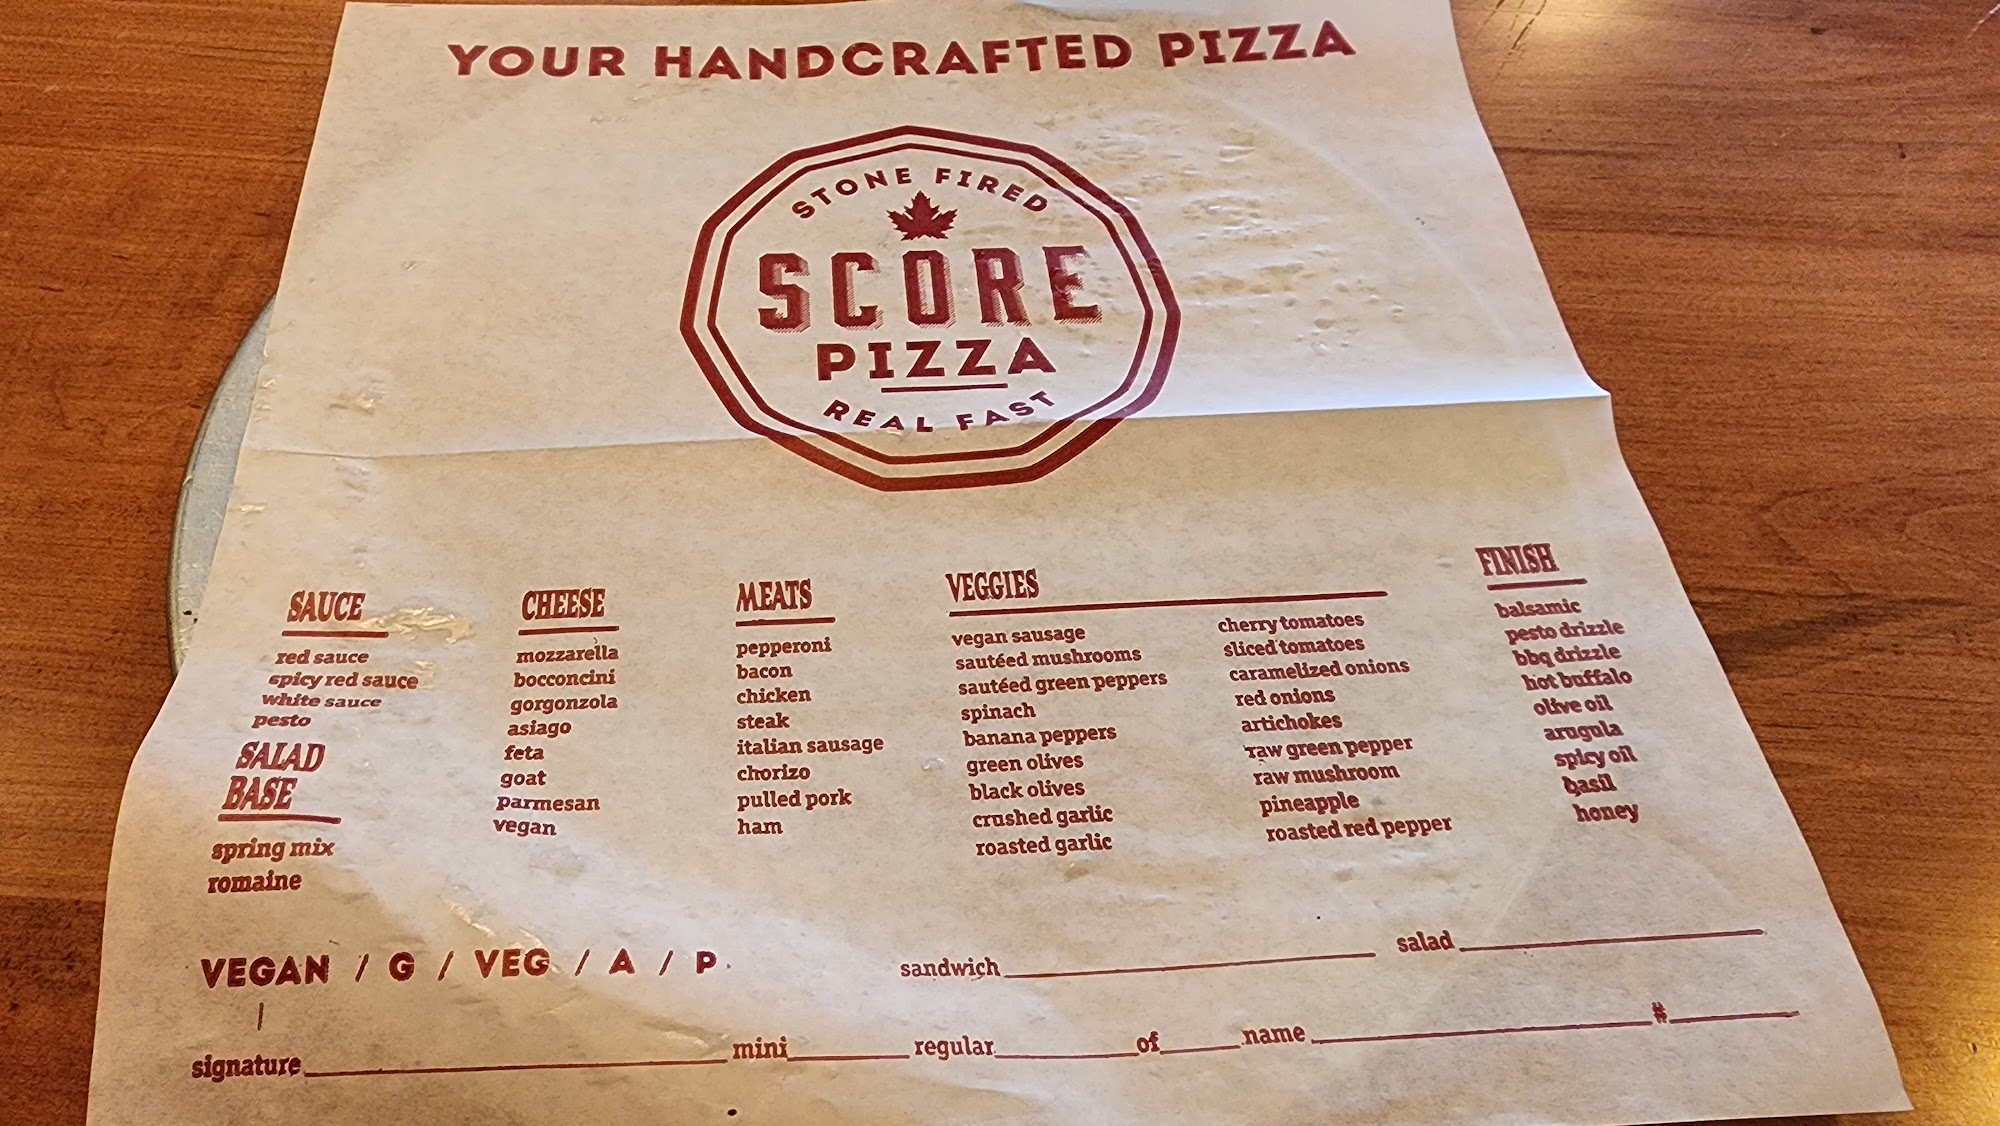 YOUR HANDCRAFTED PIZZA
STONE FIRED
SCORE
PIZZA
REAL FAST
SAUCE
red sauce
spicy red sauce
white sauce
pesto
SALAD
BASE
spring mix
romaine
CHEESE
mozzarella
bocconcini
gorgonzola
asiago
feta
goat
parmesan
vegan
MEATS
pepperoni
bacon
chicken
steak
italian sausage
chorizo
pulled pork
ham
VEGGIES
vegan sausage
sautéed mushrooms
sautéed green peppers
spinach
banana peppers
green olives
black olives
crushed garlic
roasted garlic
cherry tomatoes
sliced tomatoes
caramelized onions
red onions
artichokes
raw green pepper
raw mushroom
pineapple
roasted red pepper
FINISH
balsamic
pesto drizzle
bbq drizzle
hot buffalo
olive oil
arugula
spicy oil
basil
honey
VEGAN / G / VEG / A / P
sandwich salad
signature mini regular of name #